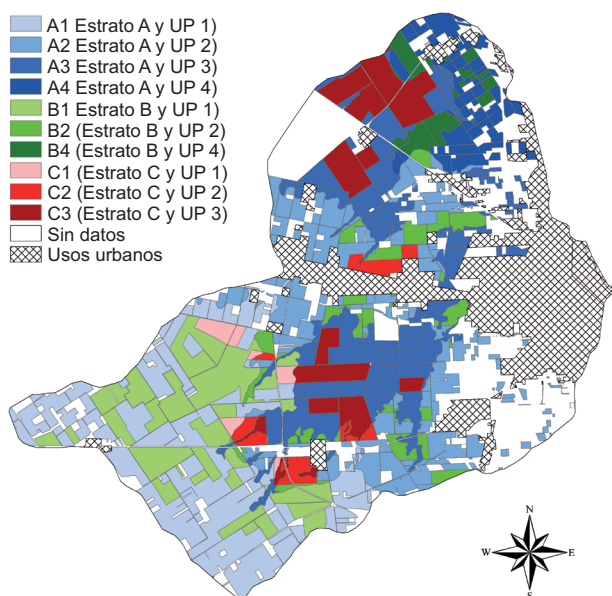 A1 Estrato A y UP 1)
A2 Estrato A y UP 2)
A3 Estrato A y UP 3)
A4 Estrato A y UP 4)
B1 Estrato B y UP 1)
B2 (Estrato B y UP 2)
B4 (Estrato B y UP 4)
C1 (Estrato C y UP 1)
C2 (Estrato C y UP 2)
C3 (Estrato C y UP 3)
Sin datos
Usos urbanos
N
W E
S